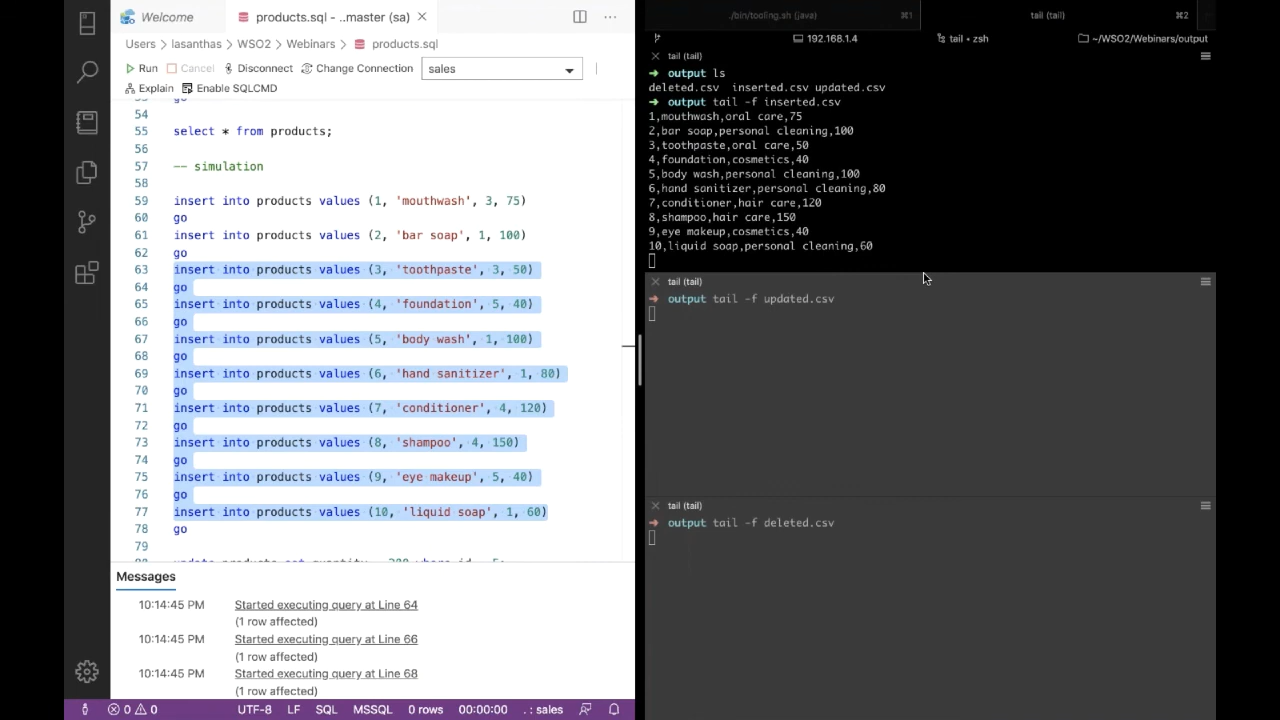 Welcome
products.sql - ..master (sa)
Users > lasanthas > WSO2 > Webinars > products.sql
Run Cancel Disconnect Change Connection sales
Explain Enable SQLCMD
54
55 select * from products;
56
57 -- simulation
58
59 insert into products values (1, 'mouthwash', 3, 75)
60 go
61 insert into products values (2, 'bar soap', 1, 100)
62 go
63 insert into products values (3, 'toothpaste', 3, 50)
64 go
65 insert into products values (4, 'foundation', 5, 40)
66 go
67 insert into products values (5, 'body wash', 1, 100)
68 go
69 insert into products values (6, 'hand sanitizer', 1, 80)
70 go
71 insert into products values (7, 'conditioner', 4, 120)
72 go
73 insert into products values (8, 'shampoo', 4, 150)
74 go
75 insert into products values (9, 'eye makeup', 5, 40)
76 go
77 insert into products values (10, 'liquid soap', 1, 60)
78 go
79
Messages
10:14:45 PM Started executing query at Line 64
(1 row affected)
10:14:45 PM Started executing query at Line 66
(1 row affected)
10:14:45 PM Started executing query at Line 68
(1 row affected)
0 0 UTF-8 LF SQL MSSQL 0 rows 00:00:00 . : sales
./bin/tooling.sh (java) ⌘1
tail (tail) ⌘2
192.168.1.4 tail • zsh ~/WSO2/Webinars/output
tail (tail)
→ output ls
deleted.csv inserted.csv updated.csv
→ output tail -f inserted.csv
1,mouthwash,oral care,75
2,bar soap,personal cleaning,100
3,toothpaste,oral care,50
4,foundation,cosmetics,40
5,body wash,personal cleaning,100
6,hand sanitizer,personal cleaning,80
7,conditioner,hair care,120
8,shampoo,hair care,150
9,eye makeup,cosmetics,40
10,liquid soap,personal cleaning,60
tail (tail)
→ output tail -f updated.csv
tail (tail)
→ output tail -f deleted.csv